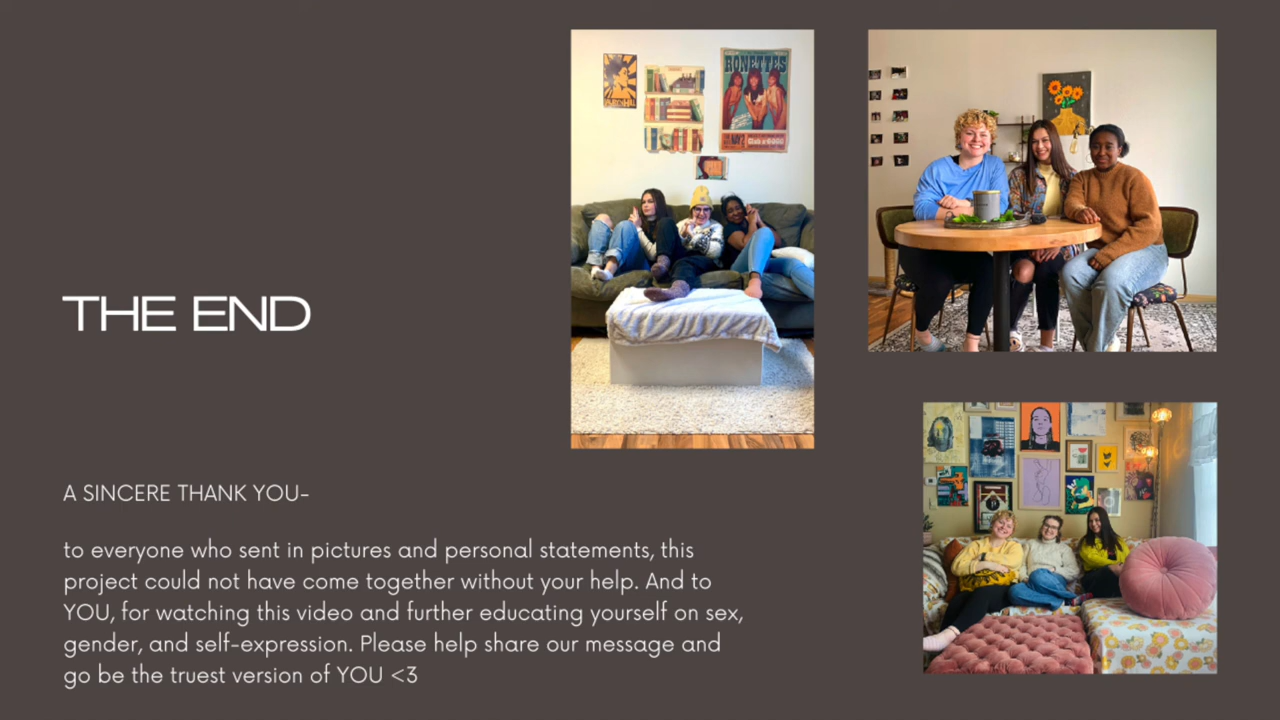 RONETTES
THE END
A SINCERE THANK YOU-
to everyone who sent in pictures and personal statements, this
project could not have come together without your help. And to
YOU, for watching this video and further educating yourself on sex,
gender, and self-expression. Please help share our message and
go be the truest version of YOU <3